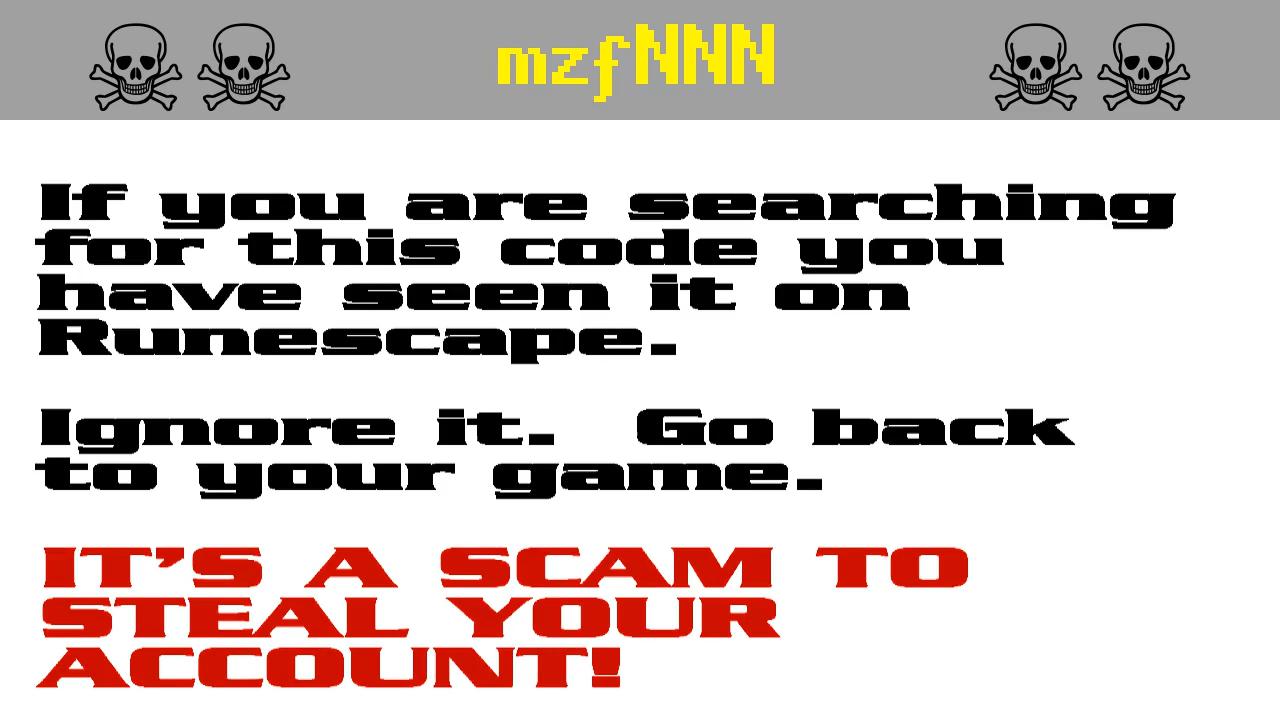 mzfNNN
If you are searching
for this code you
have seen it on
Runescape.
Ignore it. Go back
to your game.
IT'S A SCAM TO
STEAL YOUR
ACCOUNT!